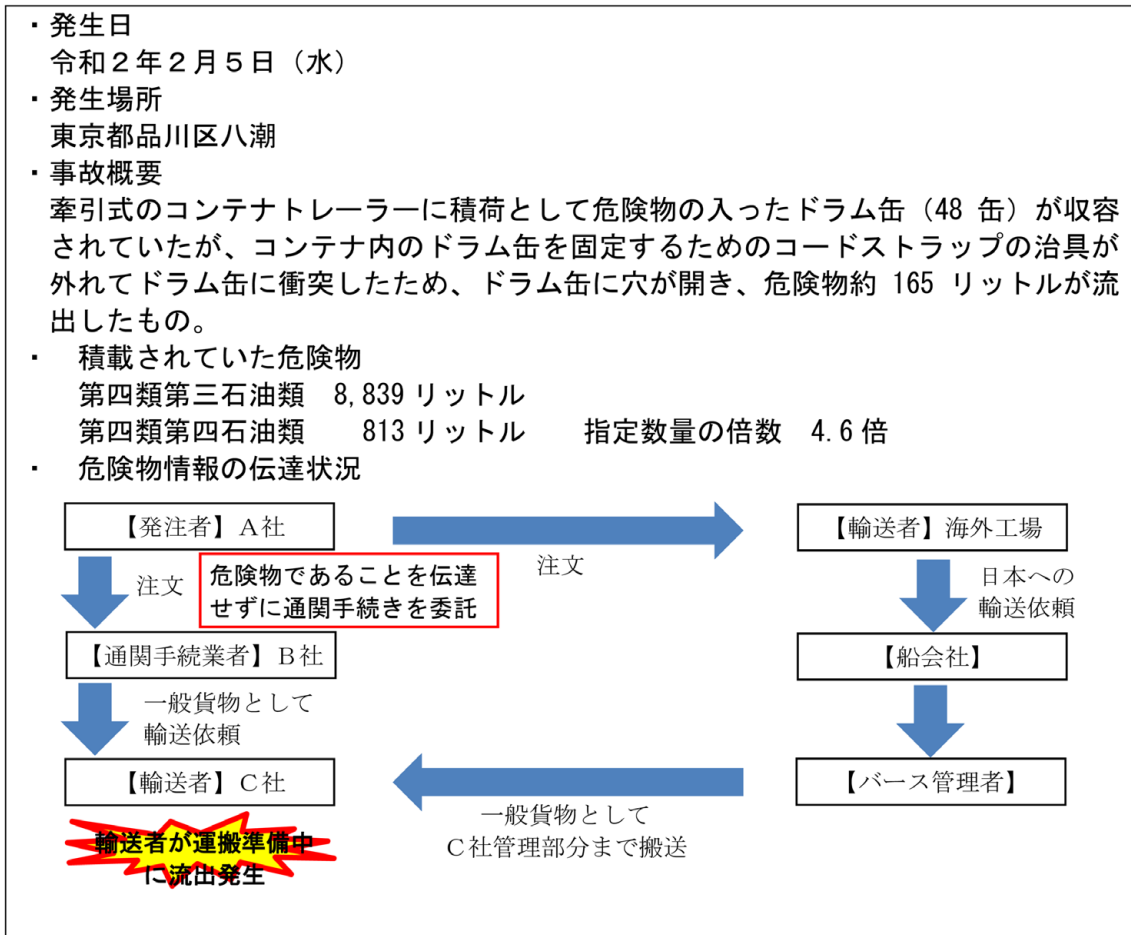 ・発生日
令和２年２月５日（水）
・発生場所
東京都品川区八潮
・事故概要
牽引式のコンテナトレーラーに積荷として危険物の入ったドラム缶（48 缶）が収容
されていたが、コンテナ内のドラム缶を固定するためのコードストラップの治具が
外れてドラム缶に衝突したため、ドラム缶に穴が開き、危険物約 165 リットルが流
出したもの。
・　積載されていた危険物
第四類第三石油類　8,839 リットル
第四類第四石油類　　813 リットル　　指定数量の倍数　4.6 倍
・　危険物情報の伝達状況
【発注者】Ａ社
注文
【輸送者】海外工場
注文
危険物であることを伝達
せずに通関手続きを委託
日本への
輸送依頼
【通関手続業者】Ｂ社
【船会社】
一般貨物として
輸送依頼
【輸送者】Ｃ社
【バース管理者】
一般貨物として
Ｃ社管理部分まで搬送
輸送者が運搬準備中
に流出発生